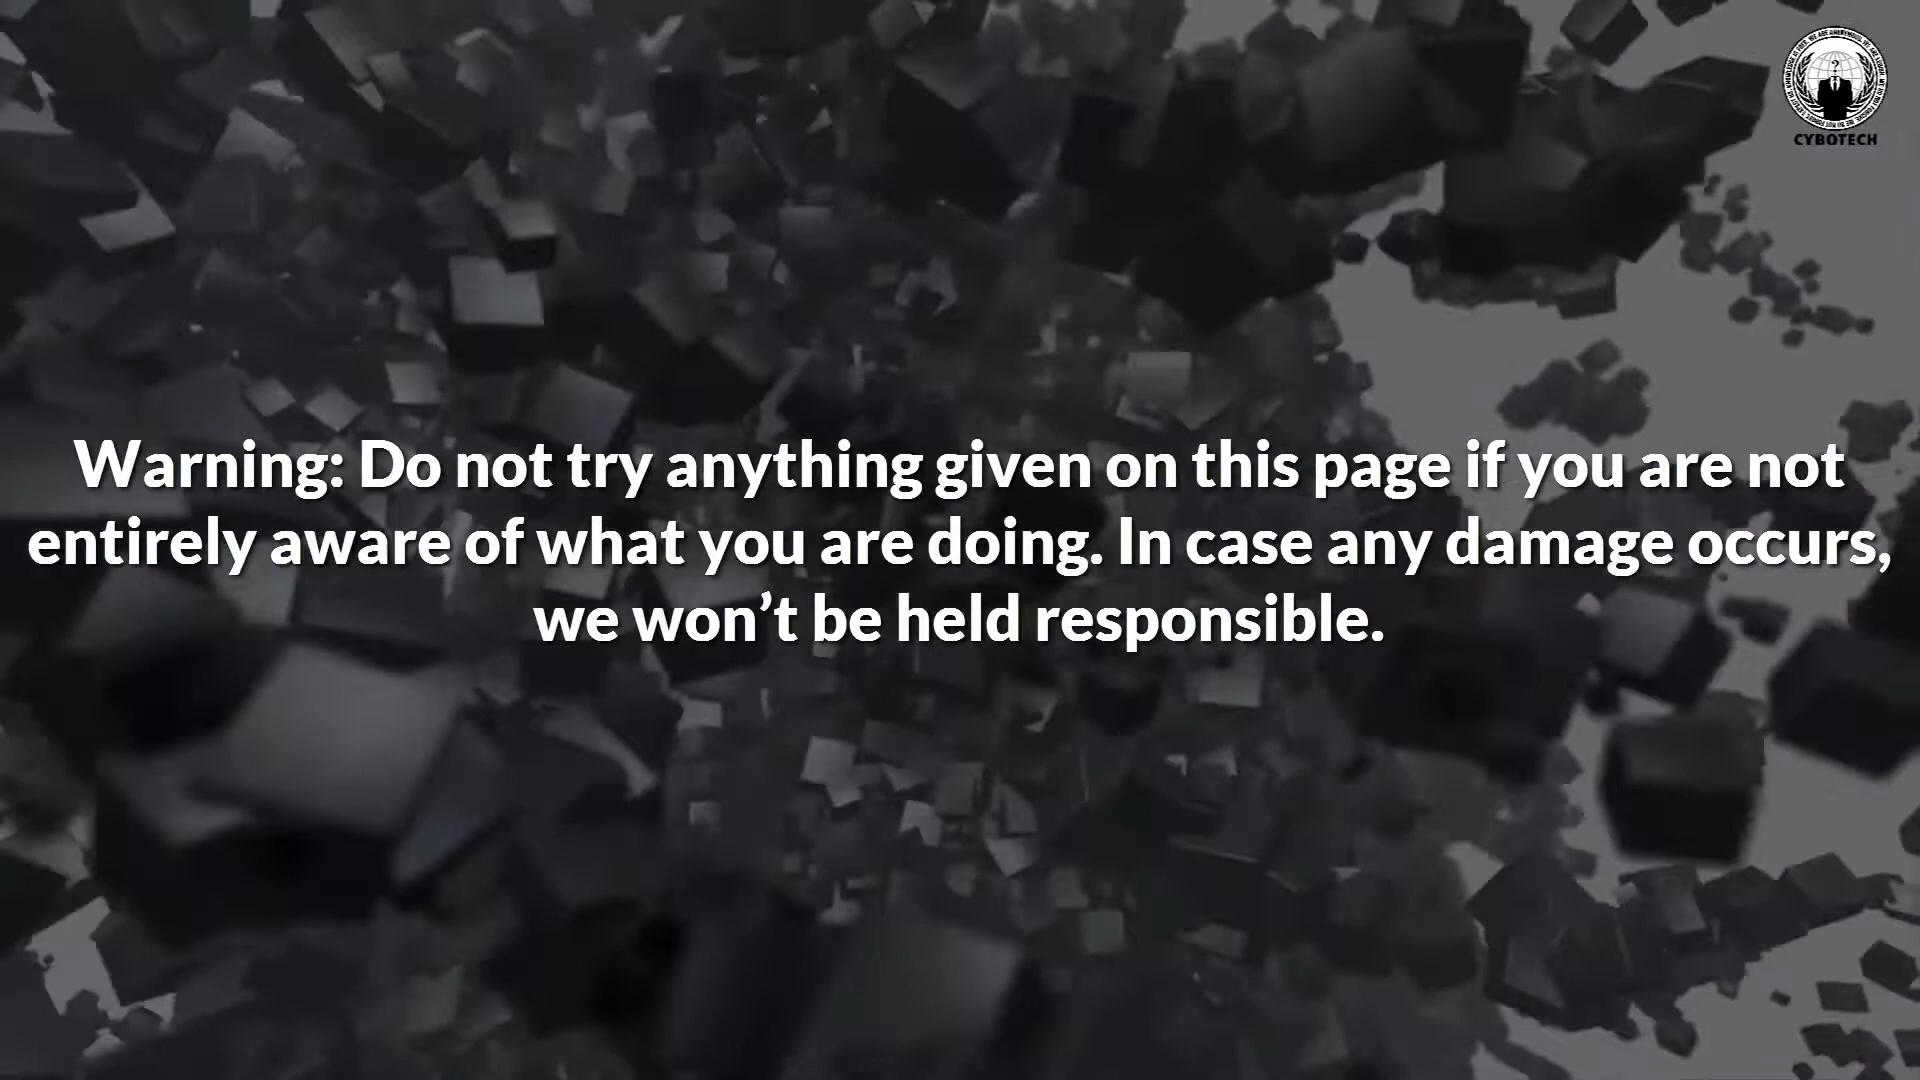 CYBOTECH
Warning: Do not try anything given on this page if you are not
entirely aware of what you are doing. In case any damage occurs,
we won’t be held responsible.